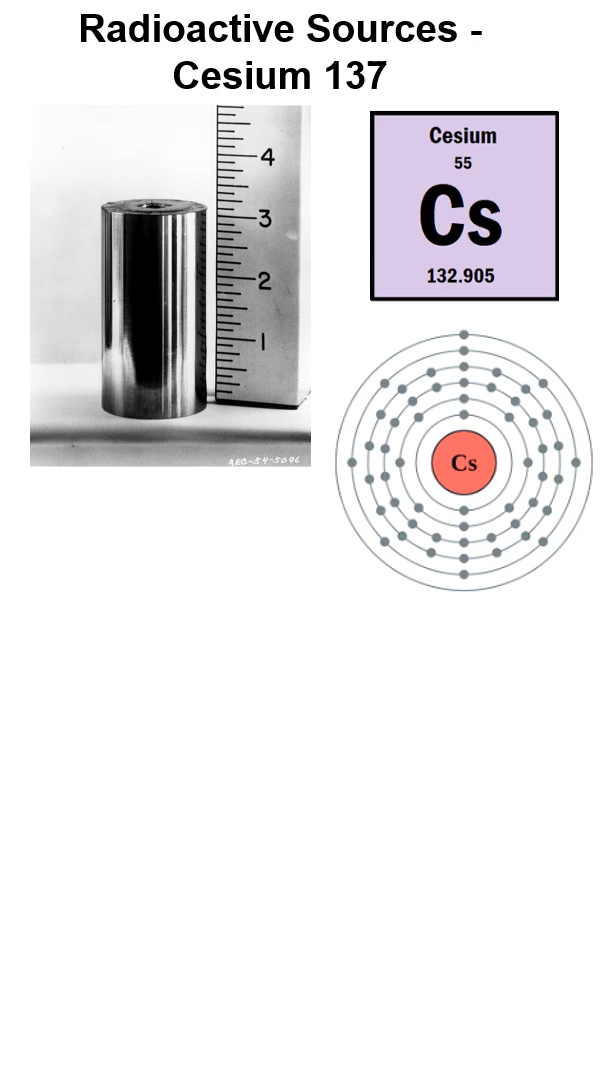 Radioactive Sources -
Cesium 137
4
3
2
1
AEC-54-5096
Cesium
55
Cs
132.905
Cs